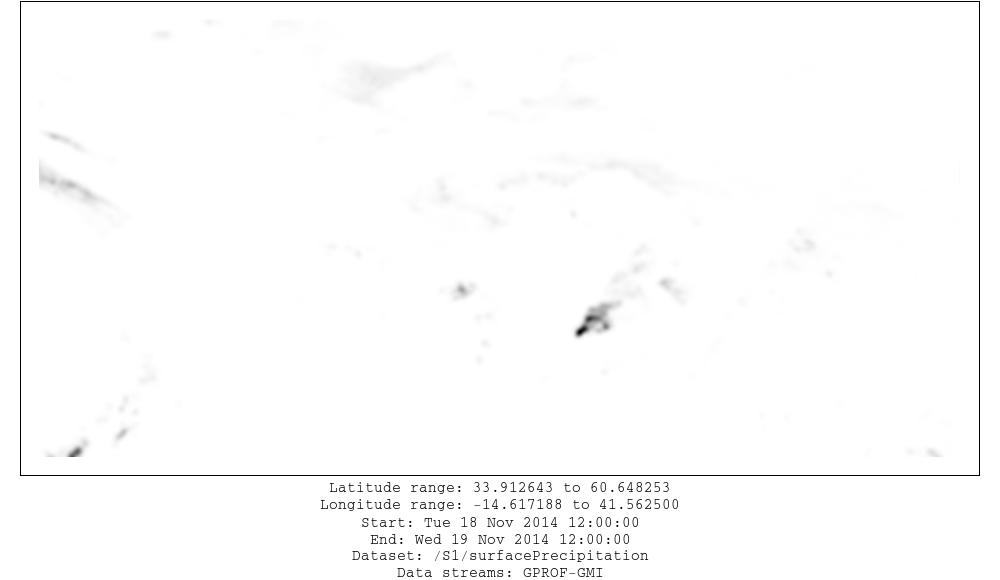 Latitude range: 33.912643 to 60.648253
Longitude range: -14.617188 to 41.562500
Start: Tue 18 Nov 2014 12:00:00
End: Wed 19 Nov 2014 12:00:00
Dataset: /S1/surfacePrecipitation
Data streams: GPROF-GMI